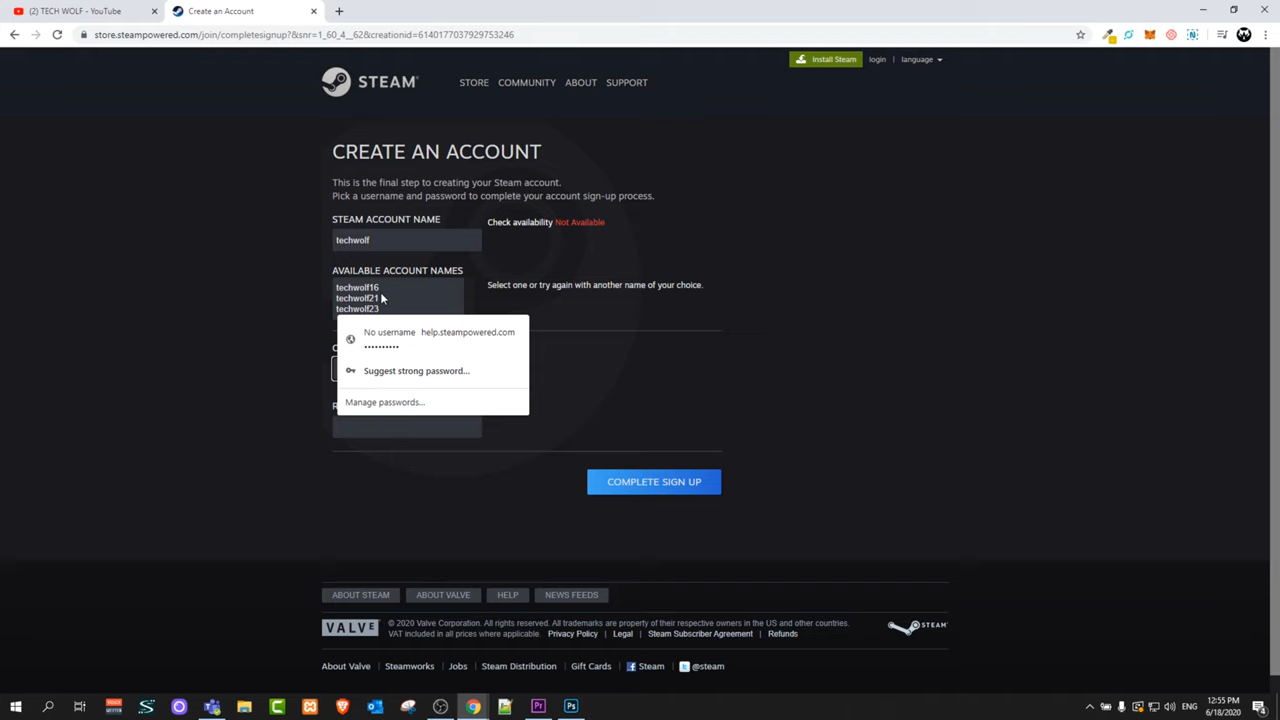 (2) TECH WOLF - YouTube
Create an Account
store.steampowered.com/join/completesignup?&snr=1_60_4__62&creationid=6140177037929753246
Install Steam
login
language
STEAM
STORE
COMMUNITY
ABOUT
SUPPORT
CREATE AN ACCOUNT
This is the final step to creating your Steam account.
Pick a username and password to complete your account sign-up process.
STEAM ACCOUNT NAME
Check availability Not Available
techwolf
AVAILABLE ACCOUNT NAMES
techwolf16
Select one or try again with another name of your choice.
techwolf21
techwolf23
No username help.steampowered.com
••••••••••
Suggest strong password...
Manage passwords...
COMPLETE SIGN UP
ABOUT STEAM
ABOUT VALVE
HELP
NEWS FEEDS
VALVE
© 2020 Valve Corporation. All rights reserved. All trademarks are property of their respective owners in the US and other countries.
VAT included in all prices where applicable. Privacy Policy | Legal | Steam Subscriber Agreement | Refunds
STEAM
About Valve
Steamworks
Jobs
Steam Distribution
Gift Cards
Steam
@steam
ENG
12:55 PM
6/18/2020